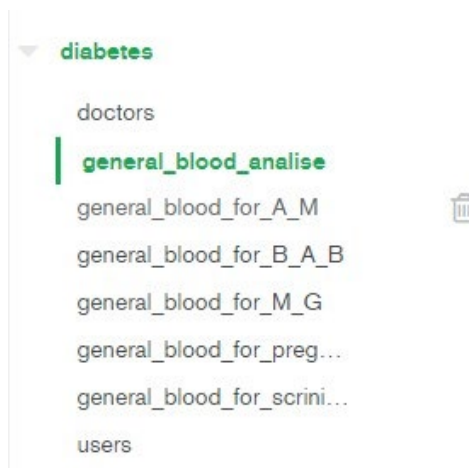 diabetes
doctors
general_blood_analise
general_blood_for_A_M
general_blood_for_B_A_B
general_blood_for_M_G
general_blood_for_preg...
general_blood_for_scrini...
users